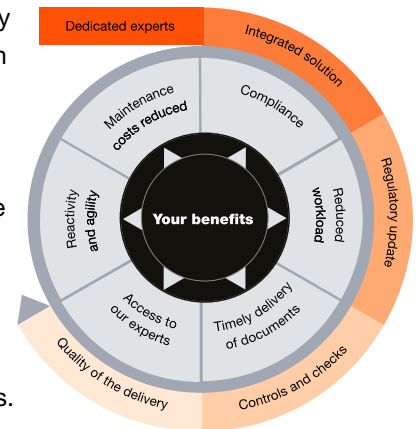 y
Dedicated experts
Integrated solution
n
Maintenance
costs reduced
Compliance
Regulatory update
e
Reactivity
and agility
Your benefits
Reduced
workload
Access to
our experts
Timely delivery
of documents
Quality of the delivery
Controls and checks
s.